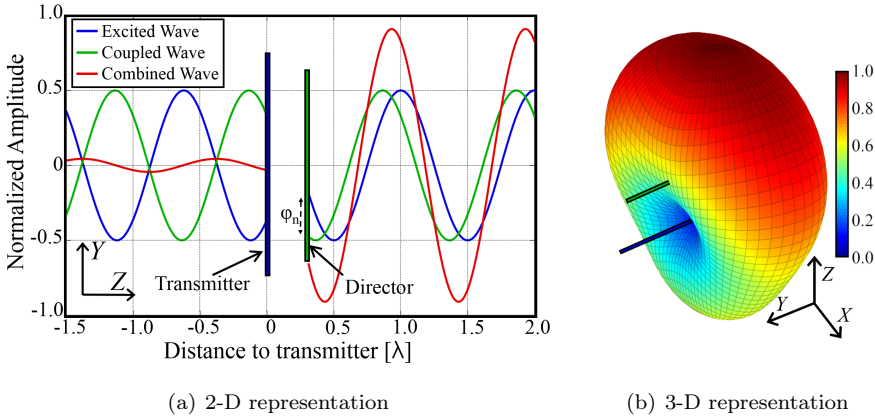 Normalized Amplitude
1.0
0.5
0
-0.5
-1.0
Excited Wave
Coupled Wave
Combined Wave
φn
Y
Z
Transmitter
Director
-1.5 -1.0 -0.5 0 0.5 1.0 1.5 2.0
Distance to transmitter [λ]
(a) 2-D representation
1.0
0.8
0.6
0.4
0.2
0.0
Z
Y
X
(b) 3-D representation